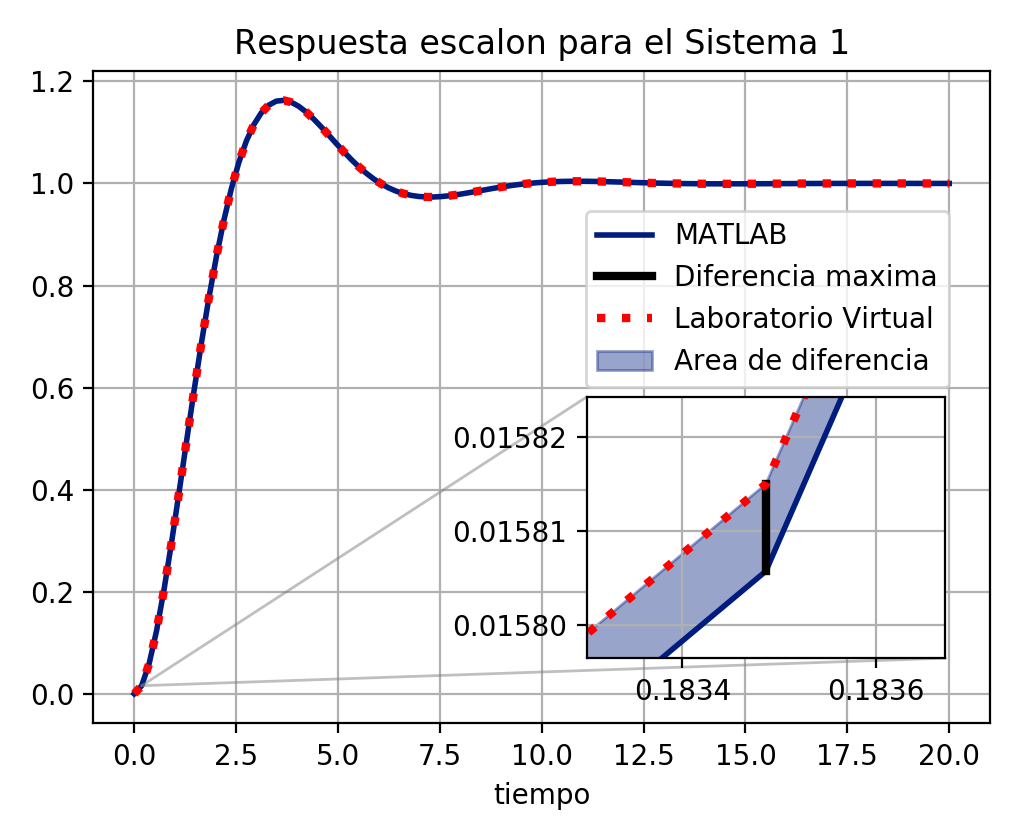 Respuesta escalon para el Sistema 1
1.2
1.0
0.8
0.6
0.4
0.2
0.0
MATLAB
Diferencia maxima
Laboratorio Virtual
Area de diferencia
0.01582
0.01581
0.01580
0.1834 0.1836
0.0 2.5 5.0 7.5 10.0 12.5 15.0 17.5 20.0
tiempo